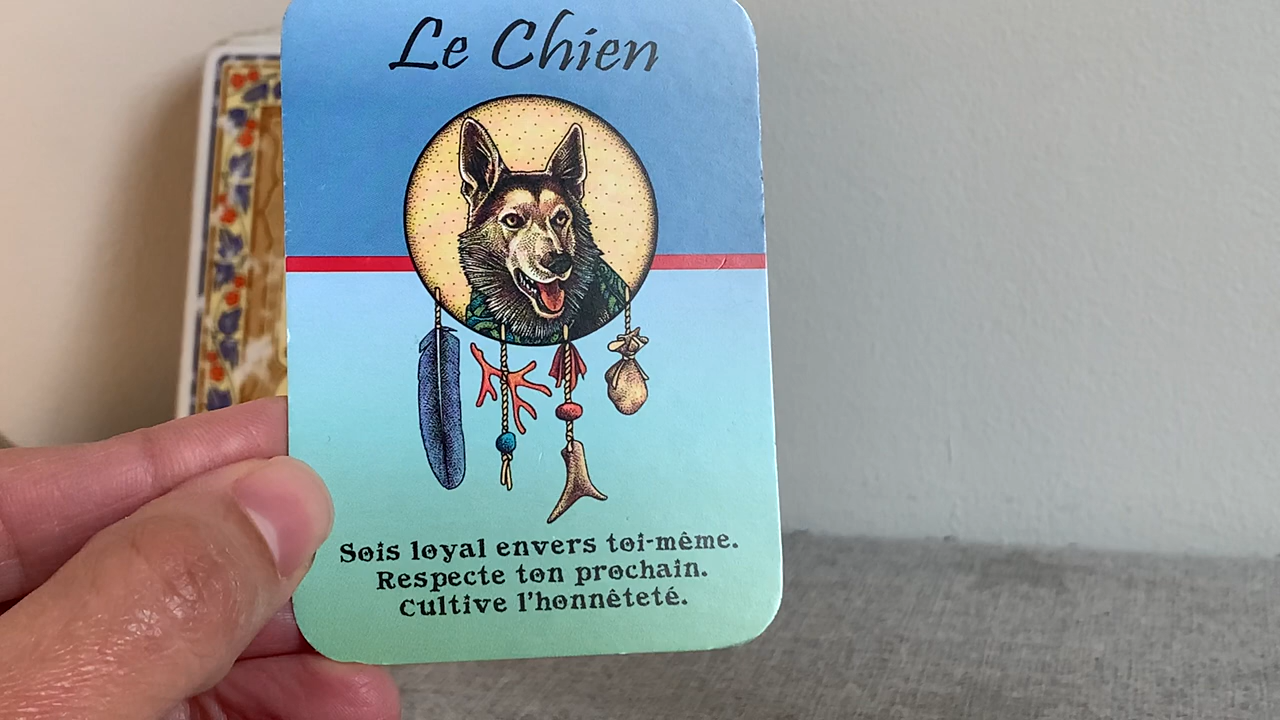 Le Chien
Sois loyal envers toi-même.
Respecte ton prochain.
Cultive l'honnêteté.